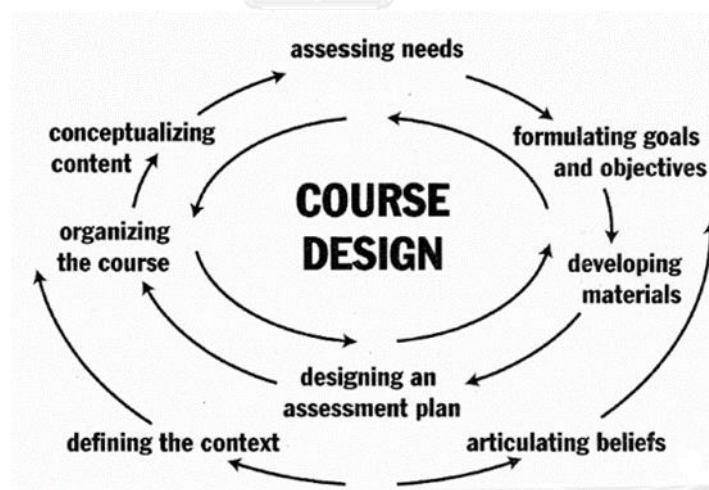 assessing needs
conceptualizing
content
formulating goals
and objectives
COURSE
DESIGN
organizing
the course
developing
materials
designing an
assessment plan
defining the context
articulating beliefs